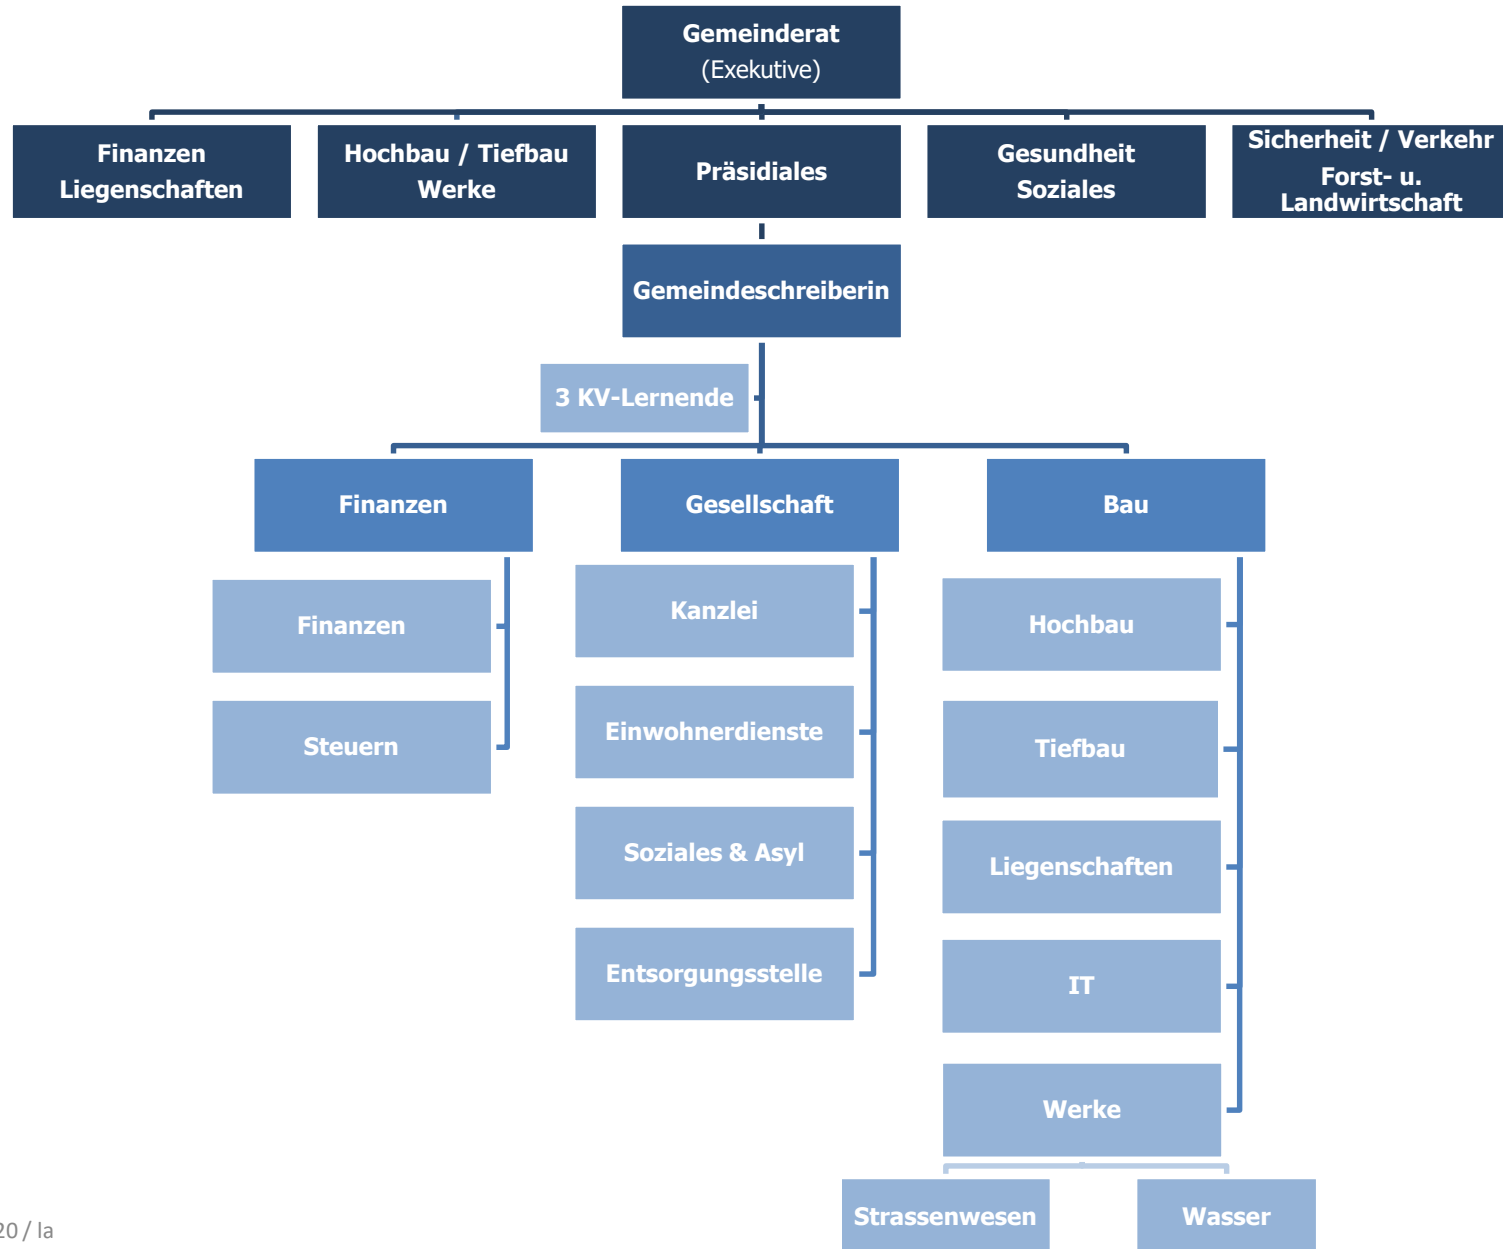 Gemeinderat
(Exekutive)
Finanzen
Liegenschaften
Hochbau / Tiefbau
Werke
Präsidiales
Gesundheit
Soziales
Sicherheit / Verkehr
Forst- u.
Landwirtschaft
Gemeindeschreiberin
3 KV-Lernende
Finanzen
Gesellschaft
Bau
Finanzen
Steuern
Kanzlei
Einwohnerdienste
Soziales & Asyl
Entsorgungsstelle
Hochbau
Tiefbau
Liegenschaften
IT
Werke
Strassenwesen
Wasser
20 / la